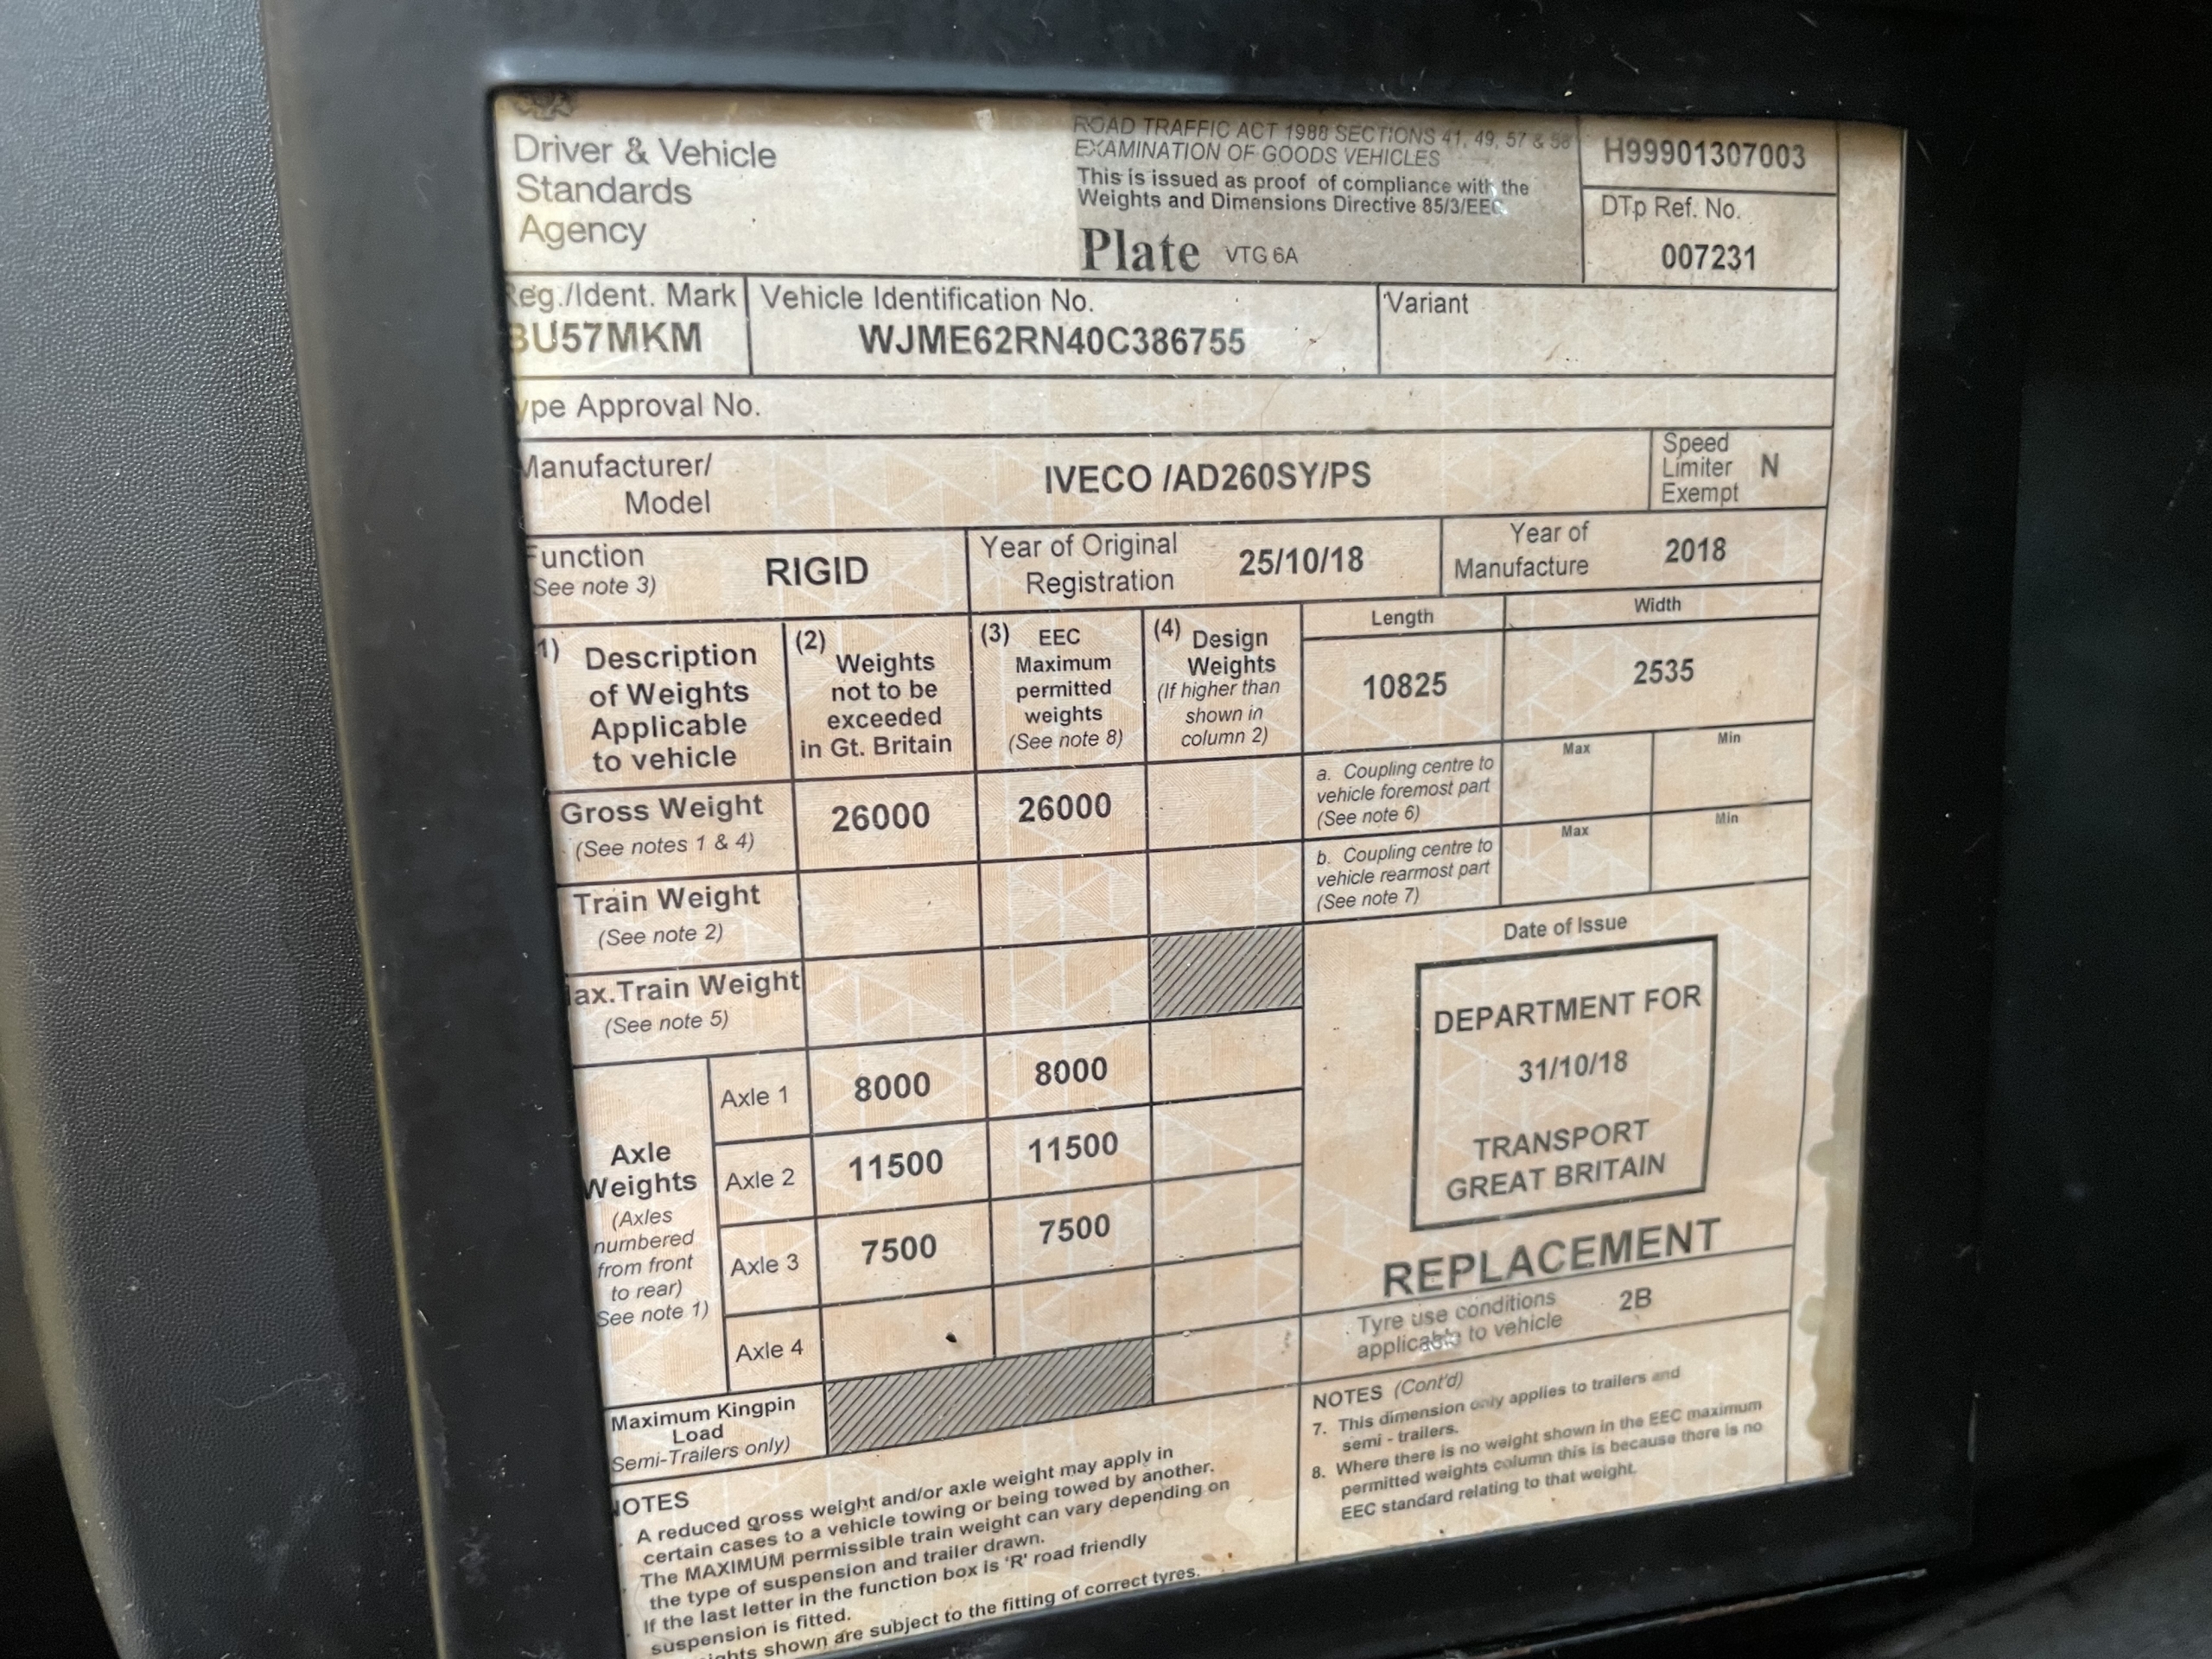 Driver & Vehicle
Standards
Agency
ROAD TRAFFIC ACT 1988 SECTIONS 41, 49, 57 & 58
EXAMINATION OF GOODS VEHICLES
This is issued as proof of compliance with the
Weights and Dimensions Directive 85/3/EEC
Plate VTG 6A
H99901307003
DTp Ref. No.
007231
Reg./Ident. Mark
BU57MKM
Vehicle Identification No.
WJME62RN40C386755
Variant
ype Approval No.
Manufacturer/
Model
IVECO /AD260SY/PS
Speed
Limiter N
Exempt
Function
(See note 3)
RIGID
Year of Original
Registration
25/10/18
Year of
Manufacture
2018
1) Description
of Weights
Applicable
to vehicle
(2) Weights
not to be
exceeded
in Gt. Britain
(3) EEC
Maximum
permitted
weights
(See note 8)
(4) Design
Weights
(If higher than
shown in
column 2)
Length
10825
Width
2535
a. Coupling centre to
vehicle foremost part
(See note 6)
Max
Min
b. Coupling centre to
vehicle rearmost part
(See note 7)
Max
Min
Gross Weight
(See notes 1 & 4)
26000
26000
Train Weight
(See note 2)
ax.Train Weight
(See note 5)
Axle
Weights
(Axles
numbered
from front
to rear)
See note 1)
Axle 1 8000 8000
Axle 2 11500 11500
Axle 3 7500 7500
Axle 4
Maximum Kingpin
Load
Semi-Trailers only)
Date of Issue
DEPARTMENT FOR
31/10/18
TRANSPORT
GREAT BRITAIN
REPLACEMENT
Tyre use conditions
applicable to vehicle
2B
NOTES
A reduced gross weight and/or axle weight may apply in
certain cases to a vehicle towing or being towed by another.
The MAXIMUM permissible train weight can vary depending on
the type of suspension and trailer drawn.
If the last letter in the function box is 'R' road friendly
suspension is fitted.
ights shown are subject to the fitting of correct tyres.
NOTES (Cont'd)
7. This dimension only applies to trailers and
semi - trailers.
8. Where there is no weight shown in the EEC maximum
permitted weights column this is because there is no
EEC standard relating to that weight.